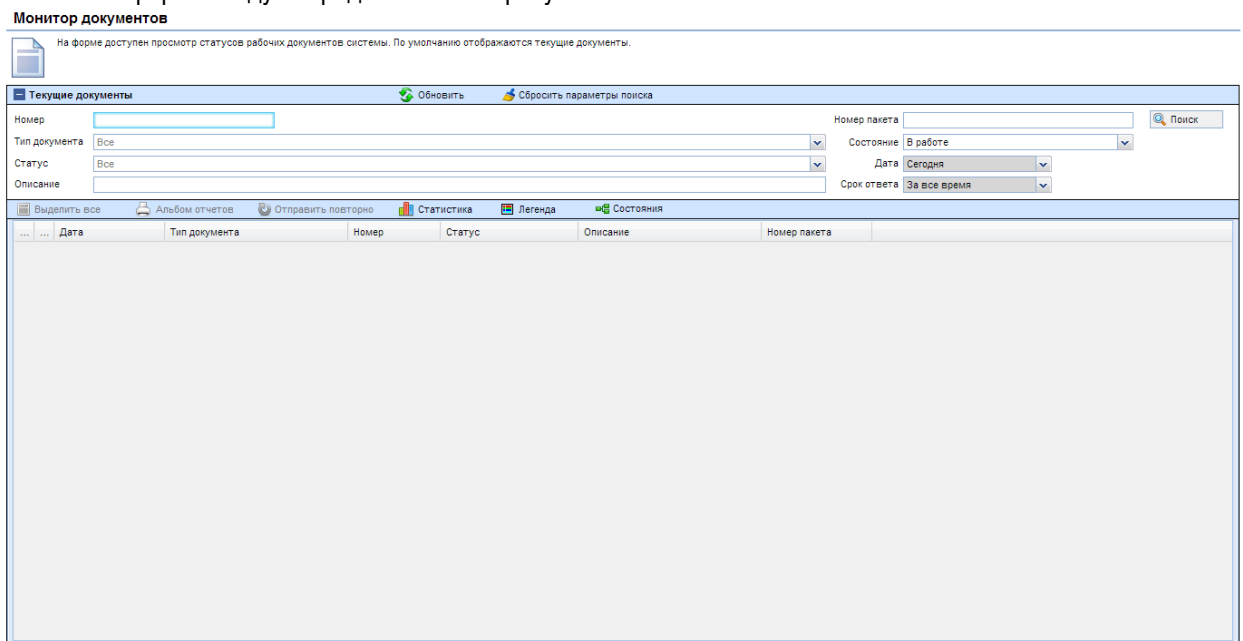 Монитор документов
На форме доступен просмотр статусов рабочих документов системы. По умолчанию отображаются текущие документы.
Текущие документы Обновить Сбросить параметры поиска
Номер Номер пакета Поиск
Тип документа Все Состояние В работе
Статус Все Дата Сегодня
Описание Срок ответа За все время
Выделить все Альбом отчетов Отправить повторно Статистика Легенда Состояния
... ... Дата Тип документа Номер Статус Описание Номер пакета